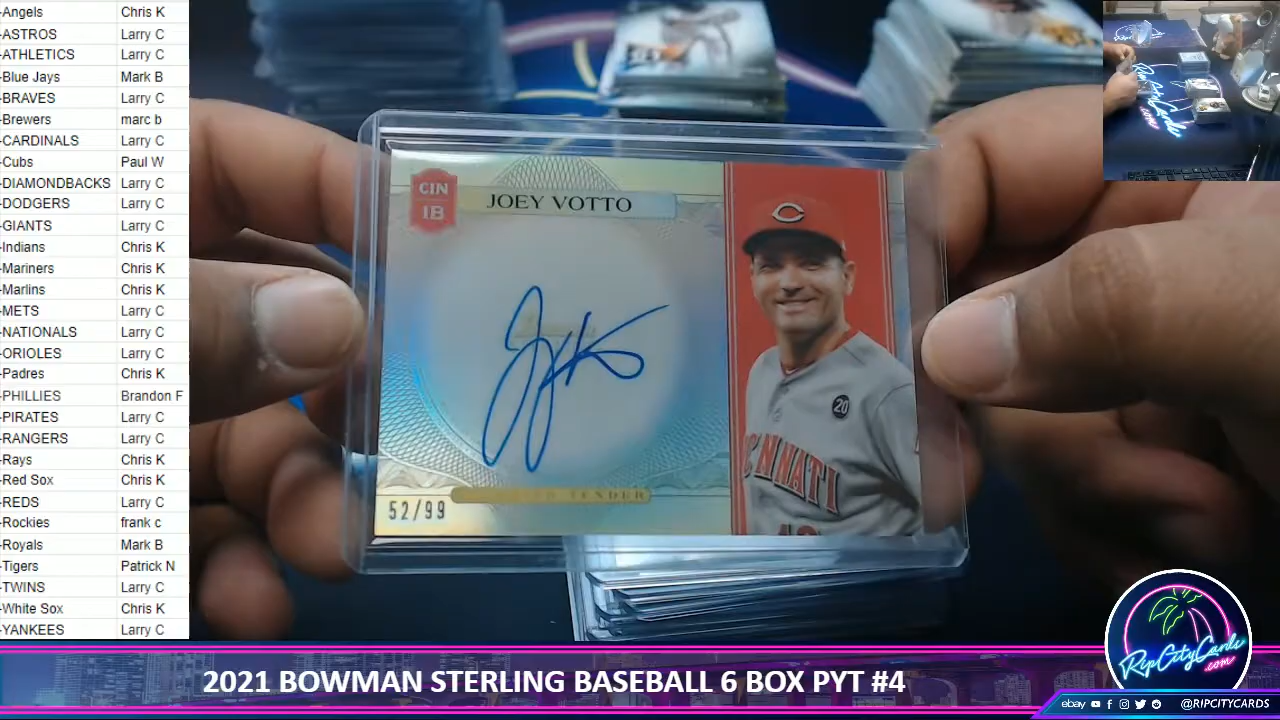 -Angels Chris K
-ASTROS Larry C
-ATHLETICS Larry C
-Blue Jays Mark B
-BRAVES Larry C
-Brewers marc b
-CARDINALS Larry C
-Cubs Paul W
-DIAMONDBACKS Larry C
-DODGERS Larry C
-GIANTS Larry C
-Indians Chris K
-Mariners Chris K
-Marlins Chris K
-METS Larry C
-NATIONALS Larry C
-ORIOLES Larry C
-Padres Chris K
-PHILLIES Brandon F
-PIRATES Larry C
-RANGERS Larry C
-Rays Chris K
-Red Sox Chris K
-REDS Larry C
-Rockies frank c
-Royals Mark B
-Tigers Patrick N
-TWINS Larry C
-White Sox Chris K
-YANKEES Larry C
CIN
1B
JOEY VOTTO
TENDER
52/99
C
20
RipCityCards
.com
RipCityCards
.com
2021 BOWMAN STERLING BASEBALL 6 BOX PYT #4
ebay @RIPCITYCARDS